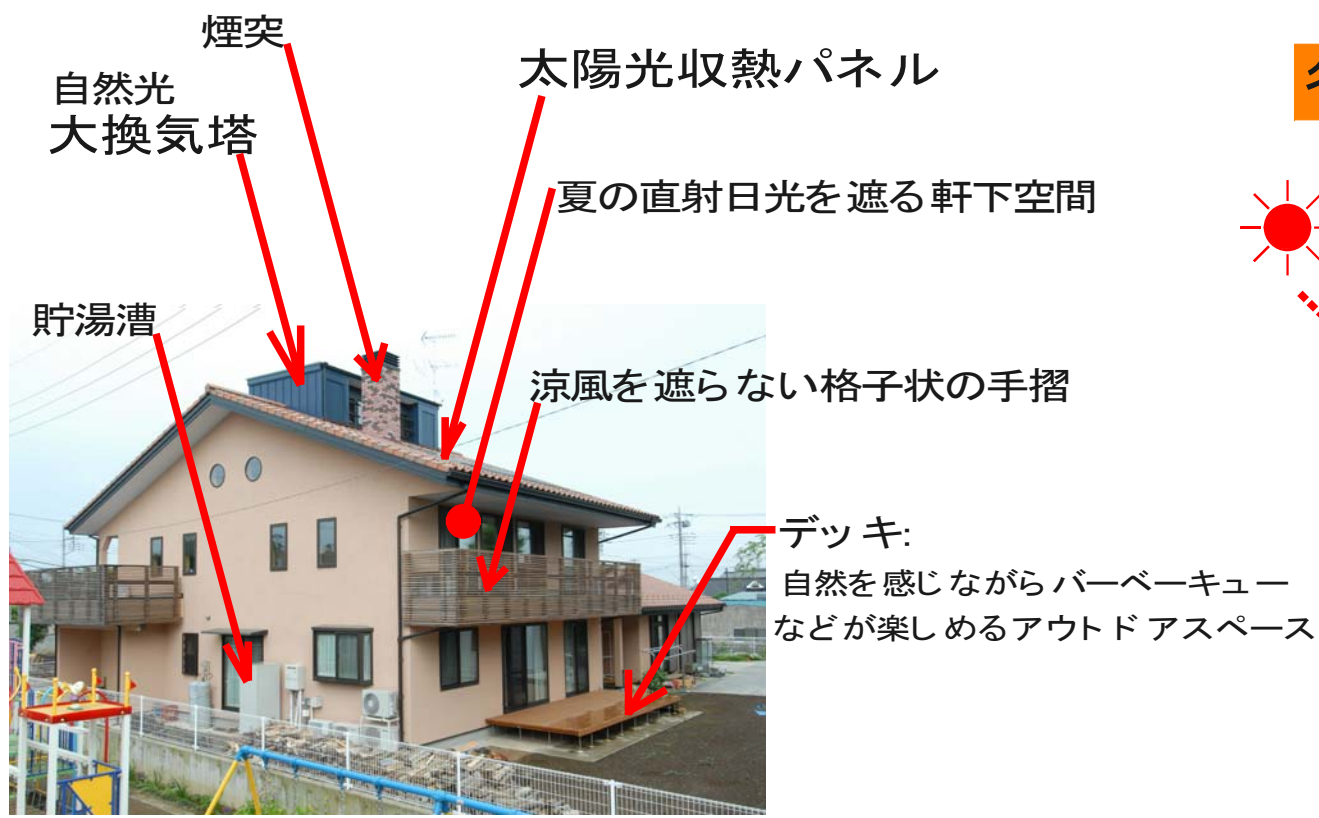 煙突
太陽光収熱パネル
自然光
大換気塔
夏の直射日光を遮る軒下空間
貯湯漕
涼風を遮らない格子状の手摺
デッキ:
自然を感じながらバーベーキュー
などが楽しめるアウトドアスペース